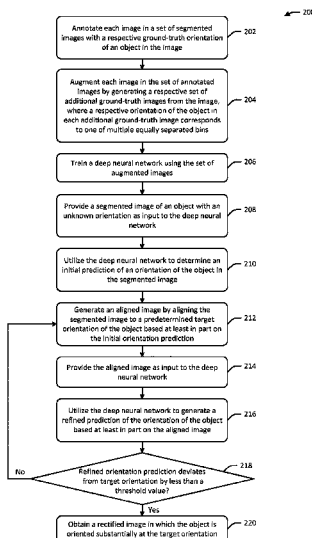 200
Annotate each image in a set of segmented
images with a respective ground-truth orientation
of an object in the image
202
Augment each image in the set of annotated
images by generating a respective set of
additional ground-truth images from the image,
where a respective orientation of the object in
each additional ground-truth image corresponds
to one of multiple equally separated bins
204
Train a deep neural network using the set of
augmented images
206
Provide a segmented image of an object with an
unknown orientation as input to the deep neural
network
208
Utilize the deep neural network to determine an
initial prediction of an orientation of the object in
the segmented image
210
Generate an aligned image by aligning the
segmented image to a predetermined target
orientation of the object based at least in part on
the initial orientation prediction
212
Provide the aligned image as input to the deep
neural network
214
Utilize the deep neural network to generate a
refined prediction of the orientation of the object
based at least in part on the aligned image
216
Refined orientation prediction deviates
from target orientation by less than a
threshold value?
218
No
Yes
Obtain a rectified image in which the object is
oriented substantially at the target orientation
220